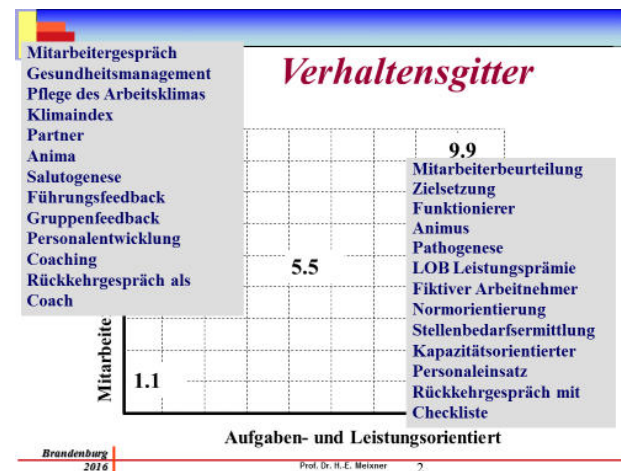 Verhaltensgitter
Mitarbeitergespräch
Gesundheitsmanagement
Pflege des Arbeitsklimas
Klimaindex
Partner
Anima
Salutogenese
Führungsfeedback
Gruppenfeedback
Personalentwicklung
Coaching
Rückkehrgespräch als
Coach
9.9
Mitarbeiterbeurteilung
Zielsetzung
Funktionierer
Animus
Pathogenese
LOB Leistungsprämie
Fiktiver Arbeitnehmer
Normorientierung
Stellenbedarfsermittlung
Kapazitätsorientierter
Personaleinsatz
Rückkehrgespräch mit
Checkliste
5.5
1.1
Mitarbeite
Aufgaben- und Leistungsorientiert
Brandenburg
2016
Prof. Dr. H.-E. Meixner
2